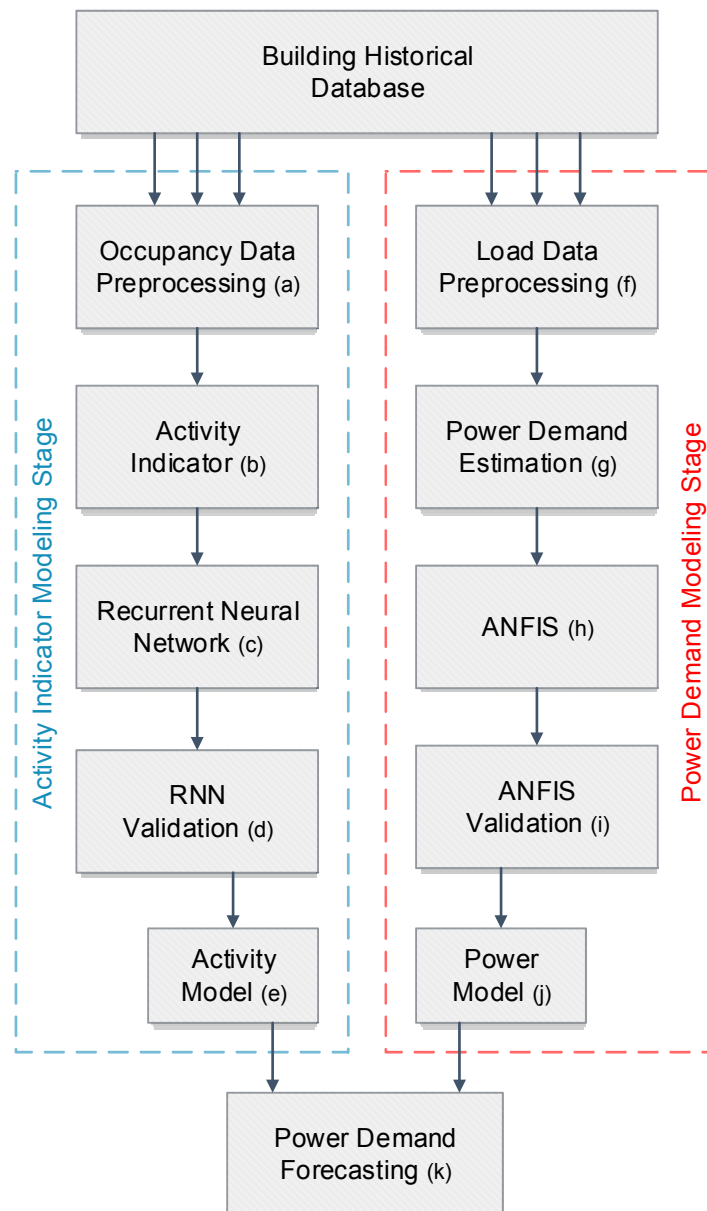 Building Historical
Database
Activity Indicator Modeling Stage
Occupancy Data
Preprocessing (a)
Activity
Indicator (b)
Recurrent Neural
Network (c)
RNN
Validation (d)
Activity
Model (e)
Load Data
Preprocessing (f)
Power Demand
Estimation (g)
ANFIS (h)
ANFIS
Validation (i)
Power
Model (j)
Power Demand Modeling Stage
Power Demand
Forecasting (k)